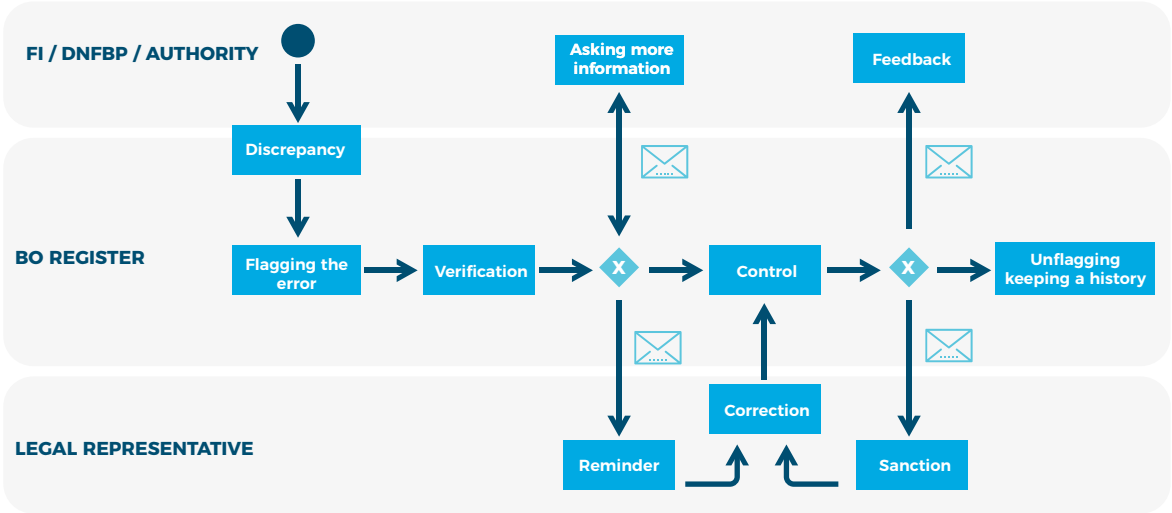 FI / DNFBP / AUTHORITY
Asking more
information
Feedback
Discrepancy
BO REGISTER
Flagging the
error
Verification
X
Control
X
Unflagging
keeping a history
LEGAL REPRESENTATIVE
Correction
Reminder
Sanction